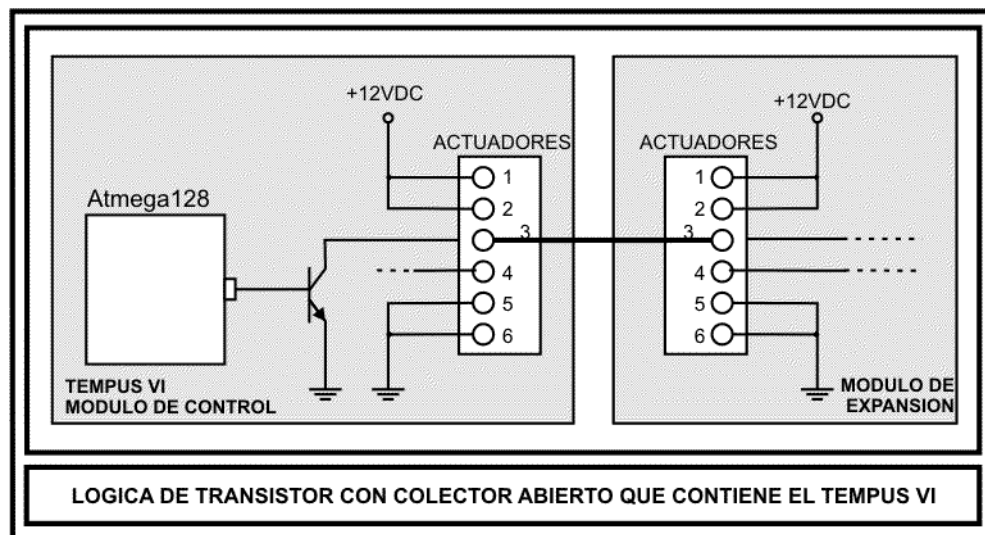 +12VDC
ACTUADORES
1
2
3
4
5
6
Atmega128
TEMPUS VI
MODULO DE CONTROL
+12VDC
ACTUADORES
1
2
3
4
5
6
MODULO DE
EXPANSION
LOGICA DE TRANSISTOR CON COLECTOR ABIERTO QUE CONTIENE EL TEMPUS VI